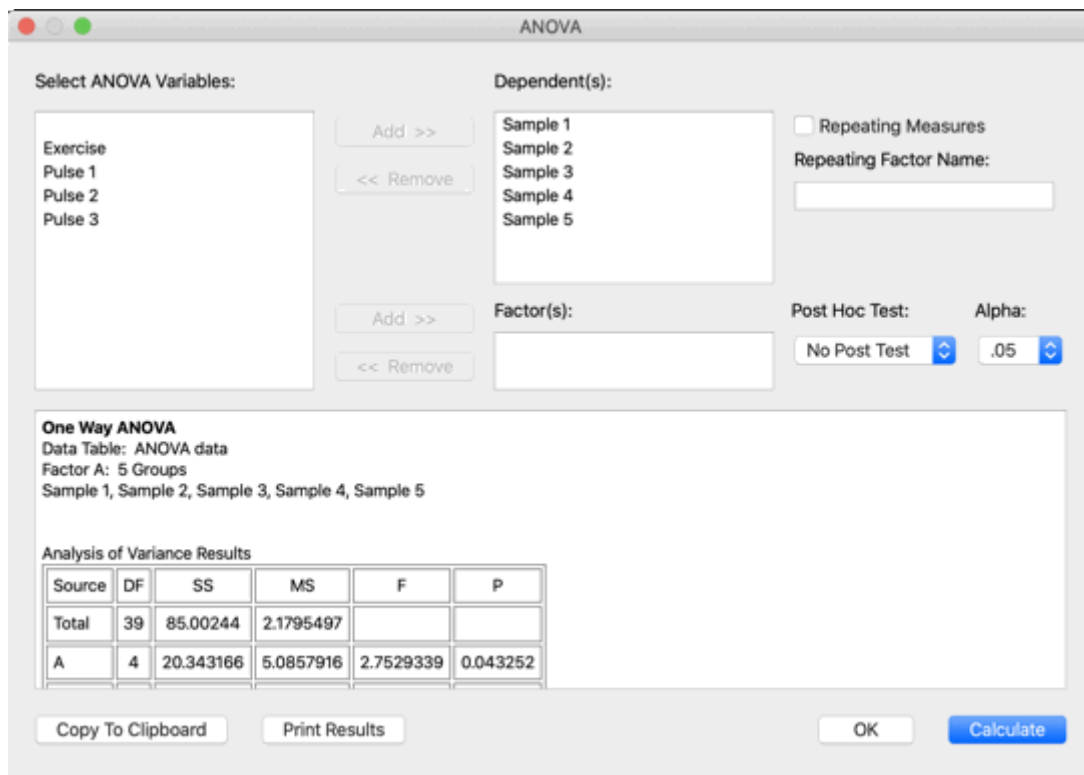 ANOVA
Select ANOVA Variables:
Exercise
Pulse 1
Pulse 2
Pulse 3
Add >>
<< Remove
Add >>
<< Remove
Dependent(s):
Sample 1
Sample 2
Sample 3
Sample 4
Sample 5
Repeating Measures
Repeating Factor Name:
Factor(s):
Post Hoc Test:
No Post Test
Alpha:
.05
One Way ANOVA
Data Table: ANOVA data
Factor A: 5 Groups
Sample 1, Sample 2, Sample 3, Sample 4, Sample 5
Analysis of Variance Results
Source DF SS MS F P
Total 39 85.00244 2.1795497
A 4 20.343166 5.0857916 2.7529339 0.043252
Copy To Clipboard
Print Results
OK
Calculate